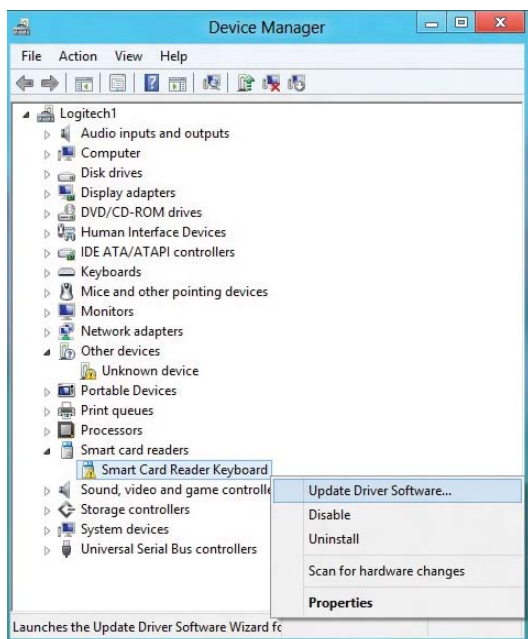 Device Manager
File Action View Help
Logitech1
Audio inputs and outputs
Computer
Disk drives
Display adapters
DVD/CD-ROM drives
Human Interface Devices
IDE ATA/ATAPI controllers
Keyboards
Mice and other pointing devices
Monitors
Network adapters
Other devices
Unknown device
Portable Devices
Print queues
Processors
Smart card readers
Smart Card Reader Keyboard
Sound, video and game controlle
Update Driver Software...
Storage controllers
Disable
System devices
Uninstall
Universal Serial Bus controllers
Scan for hardware changes
Properties
Launches the Update Driver Software Wizard fo